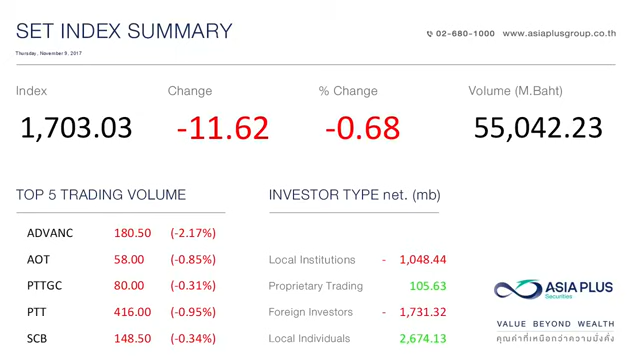 SET INDEX SUMMARY
Thursday, November 9, 2017
02-680-1000 www.asiaplusgroup.co.th
Index Change % Change Volume (M.Baht)
1,703.03 -11.62 -0.68 55,042.23
TOP 5 TRADING VOLUME
ADVANC 180.50 (-2.17%)
AOT 58.00 (-0.85%)
PTTGC 80.00 (-0.31%)
PTT 416.00 (-0.95%)
SCB 148.50 (-0.34%)
INVESTOR TYPE net. (mb)
Local Institutions - 1,048.44
Proprietary Trading 105.63
Foreign Investors - 1,731.32
Local Individuals 2,674.13
ASIA PLUS
Securities
VALUE BEYOND WEALTH
คุณค่าที่เหนือกว่าความมั่งคั่ง